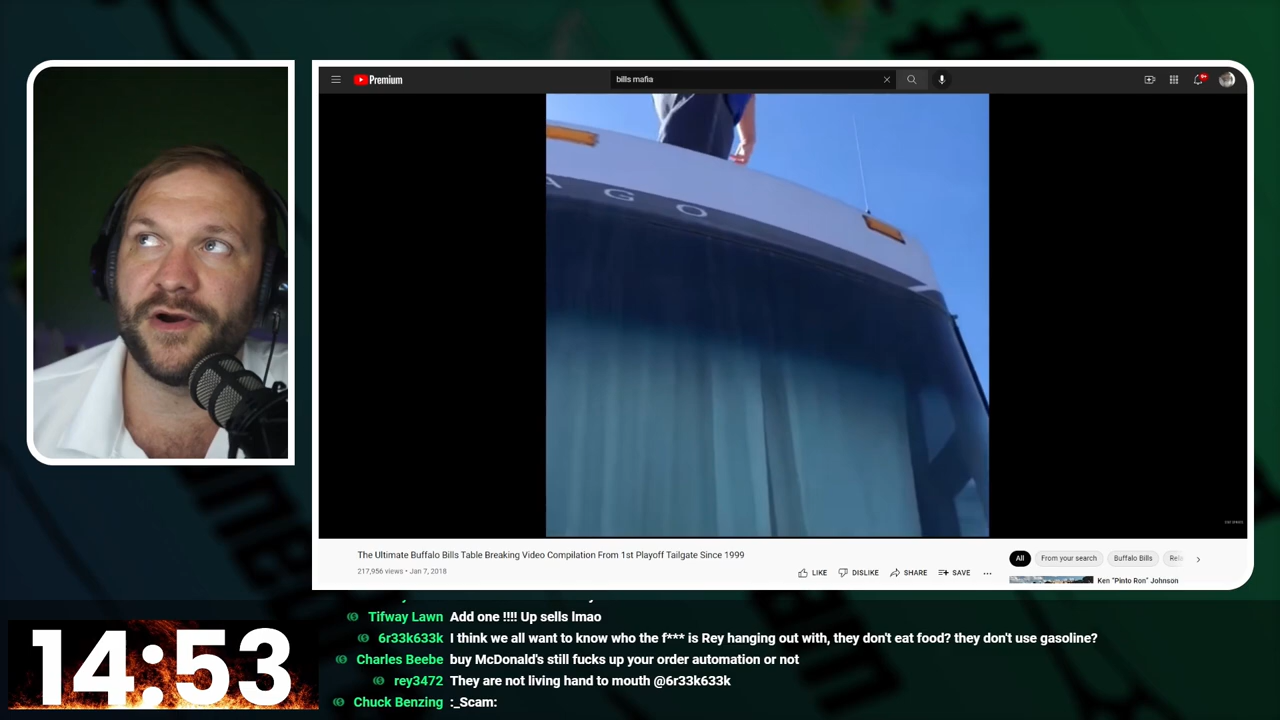 Premium
bills mafia
9+
A G O
The Ultimate Buffalo Bills Table Breaking Video Compilation From 1st Playoff Tailgate Since 1999
217,956 views • Jan 7, 2018
LIKE
DISLIKE
SHARE
SAVE
All
From your search
Buffalo Bills
Rela
Ken "Pinto Ron" Johnson
Tifway Lawn Add one !!!! Up sells lmao
6r33k633k I think we all want to know who the f*** is Rey hanging out with, they don't eat food? they don't use gasoline?
Charles Beebe buy McDonald's still fucks up your order automation or not
rey3472 They are not living hand to mouth @6r33k633k
Chuck Benzing :_Scam:
14:53